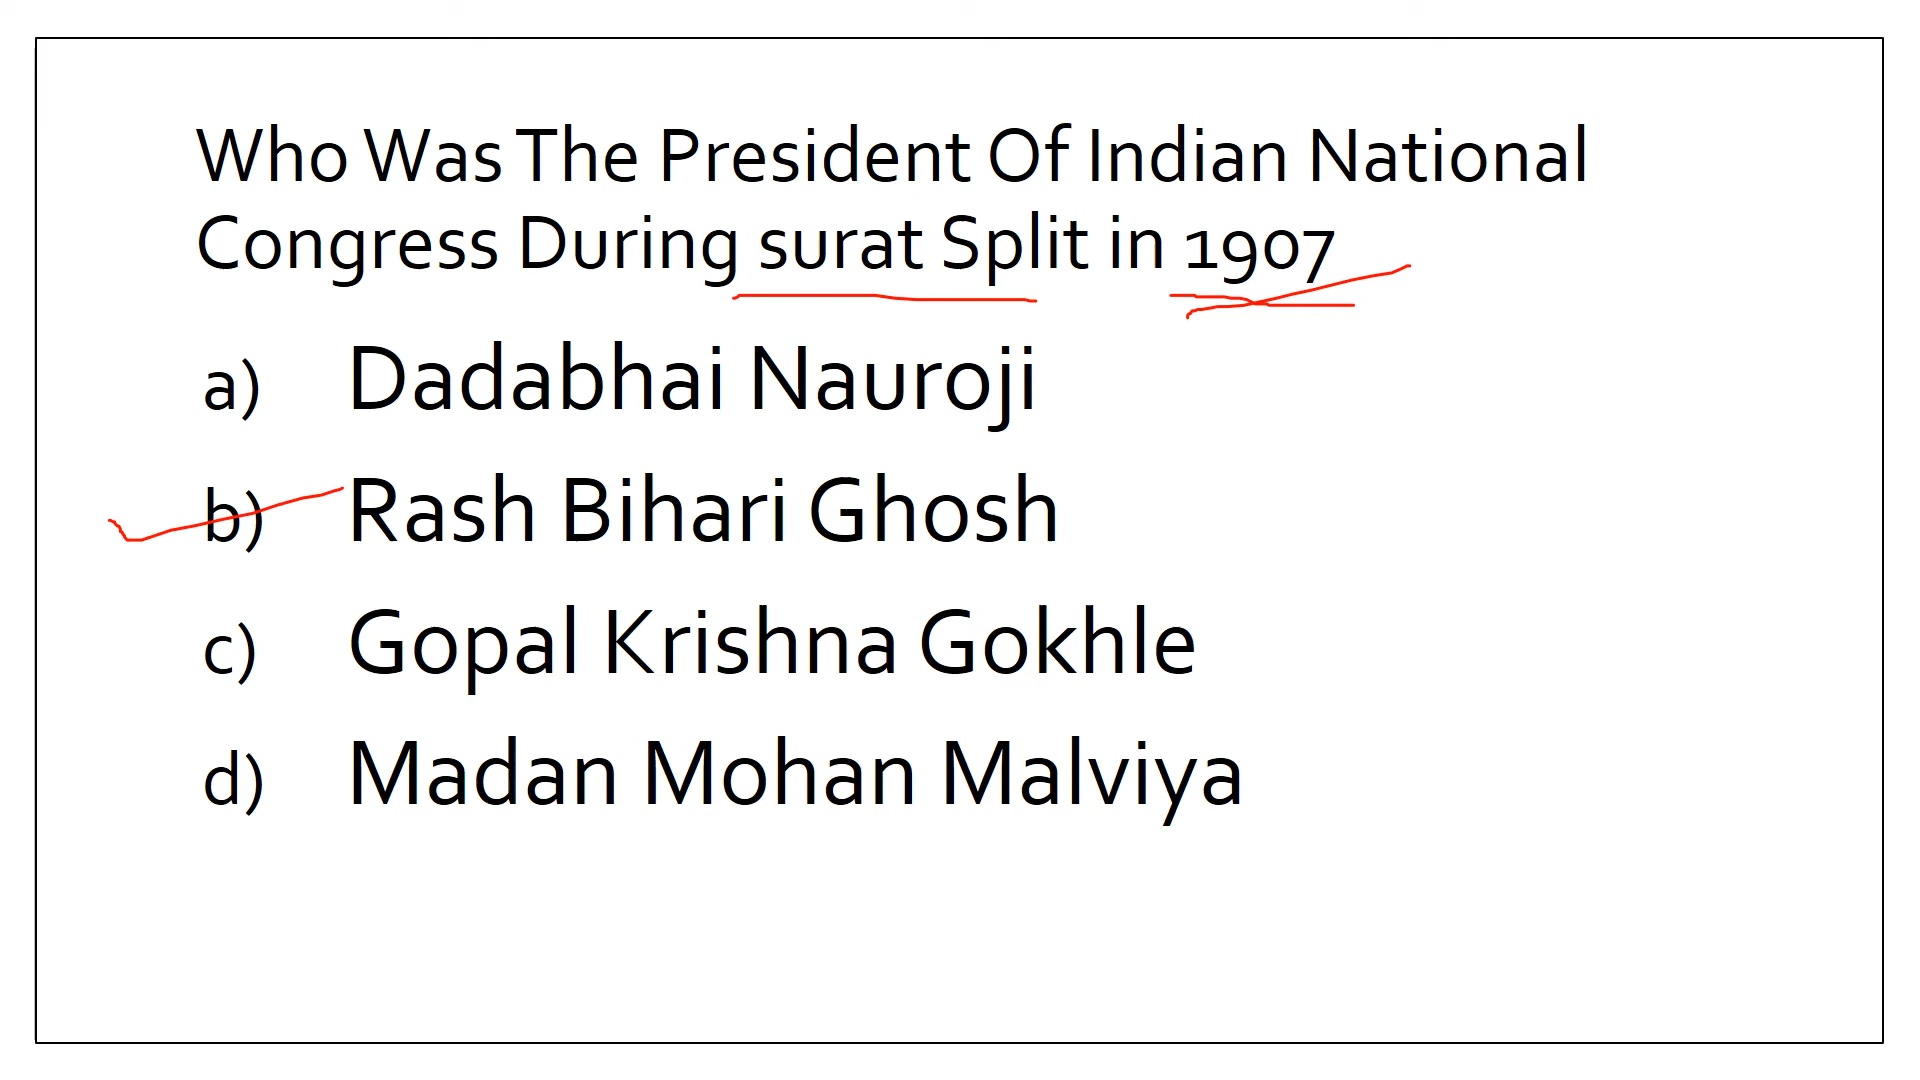 Who Was The President Of Indian National
Congress During surat Split in 1907
a) Dadabhai Nauroji
b) Rash Bihari Ghosh
c) Gopal Krishna Gokhle
d) Madan Mohan Malviya